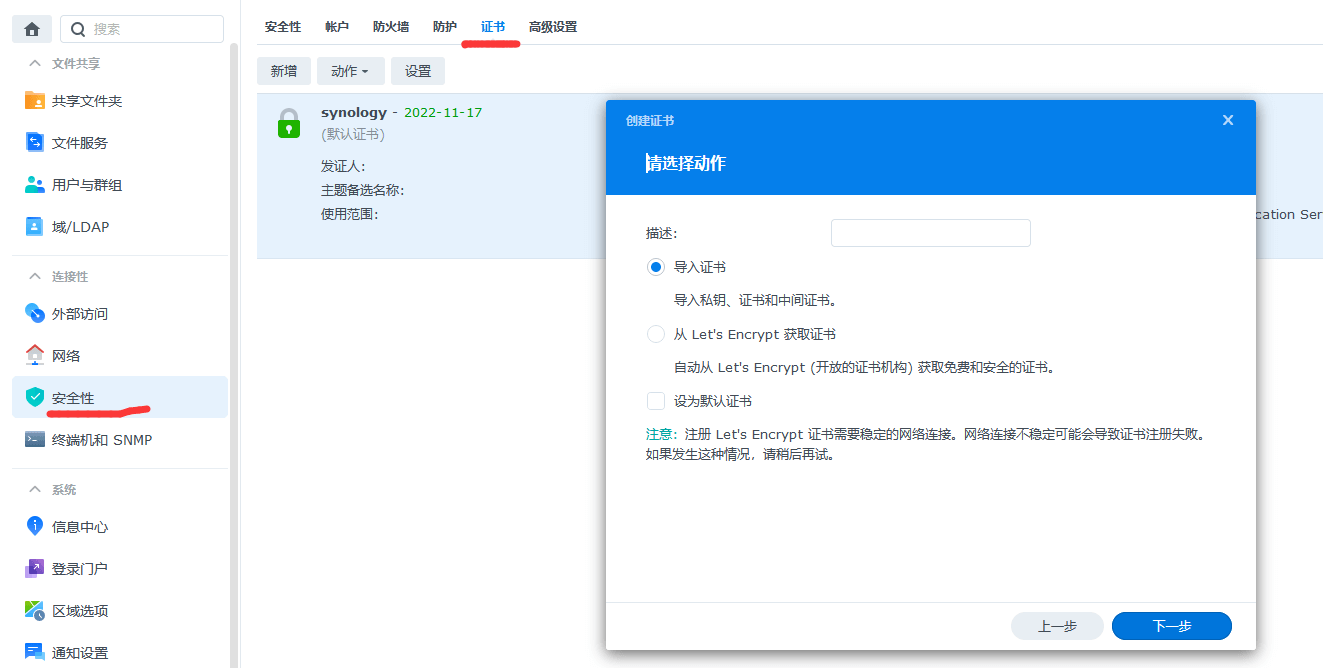 搜索
文件共享
共享文件夹
文件服务
用户与群组
域/LDAP
连接性
外部访问
网络
安全性
终端机和 SNMP
系统
信息中心
登录门户
区域选项
通知设置
安全性 帐户 防火墙 防护 证书 高级设置
新增 动作 设置
synology - 2022-11-17
(默认证书)
发证人:
主题备选名称:
使用范围:
cation Ser
创建证书
请选择动作
描述:
导入证书
导入私钥、证书和中间证书。
从 Let's Encrypt 获取证书
自动从 Let's Encrypt (开放的证书机构) 获取免费和安全的证书。
设为默认证书
注意: 注册 Let's Encrypt 证书需要稳定的网络连接。网络连接不稳定可能会导致证书注册失败。
如果发生这种情况，请稍后再试。
上一步 下一步